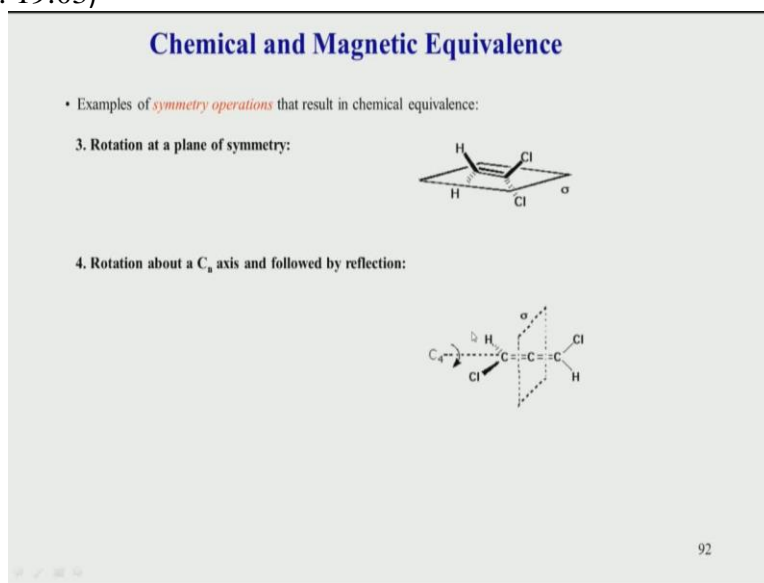 Chemical and Magnetic Equivalence
• Examples of symmetry operations that result in chemical equivalence:
3. Rotation at a plane of symmetry:
H Cl
H Cl σ
4. Rotation about a Cn axis and followed by reflection:
σ
H Cl
C4 C C C
Cl H
92